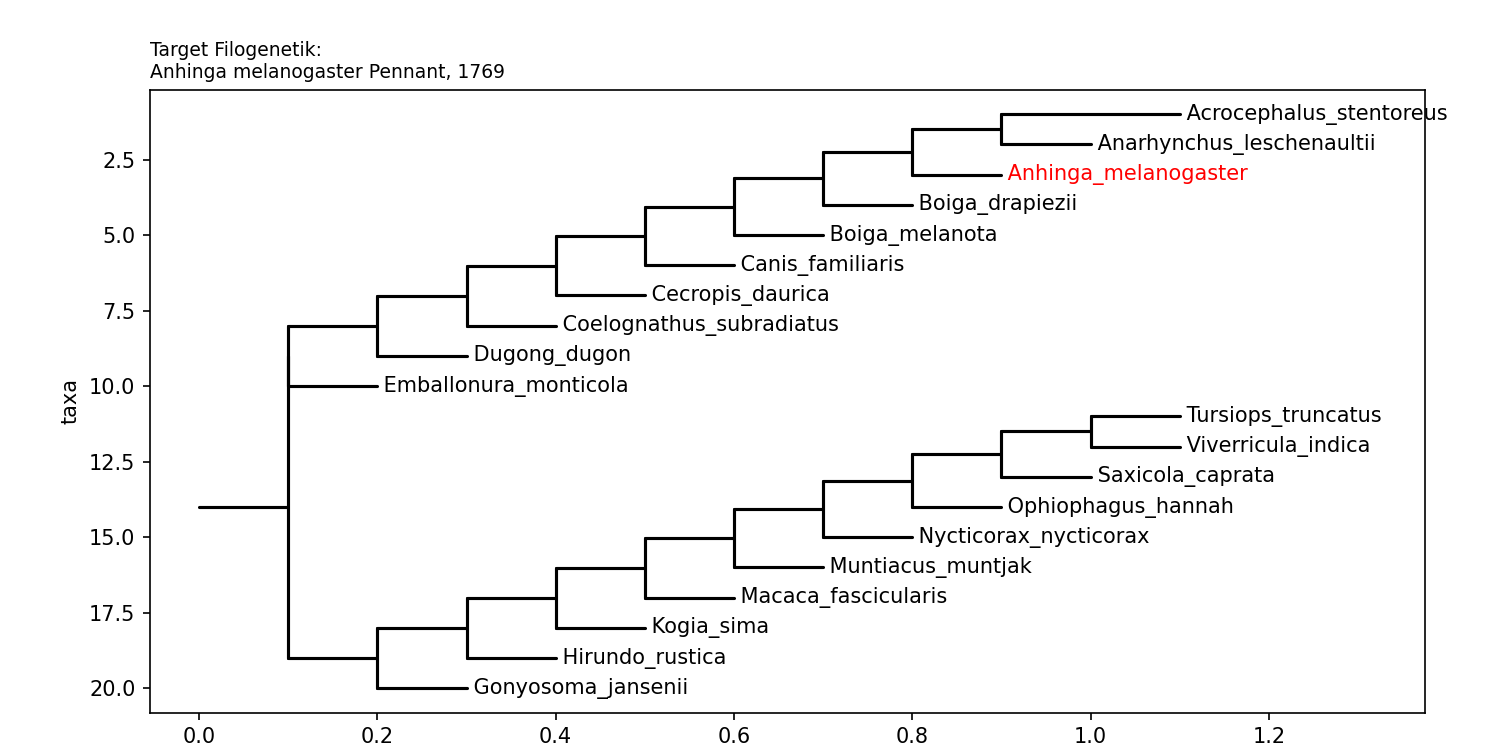 Target Filogenetik:
Anhinga melanogaster Pennant, 1769
Acrocephalus_stentoreus
Anarhynchus_leschenaultii
2.5
Anhinga_melanogaster
Boiga_drapiezii
5.0
Boiga_melanota
Canis_familiaris
Cecropis_daurica
7.5
Coelognathus_subradiatus
Dugong_dugon
10.0
Emballonura_monticola
taxa
Tursiops_truncatus
Viverricula_indica
12.5
Saxicola_caprata
Ophiophagus_hannah
15.0
Nycticorax_nycticorax
Muntiacus_muntjak
Macaca_fascicularis
17.5
Kogia_sima
Hirundo_rustica
20.0
Gonyosoma_jansenii
0.0 0.2 0.4 0.6 0.8 1.0 1.2